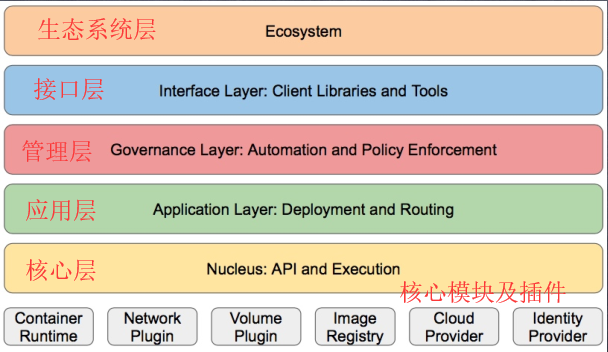 生态系统层 Ecosystem
接口层 Interface Layer: Client Libraries and Tools
管理层 Governance Layer: Automation and Policy Enforcement
应用层 Application Layer: Deployment and Routing
核心层 Nucleus: API and Execution
核心模块及插件
Container Runtime
Network Plugin
Volume Plugin
Image Registry
Cloud Provider
Identity Provider